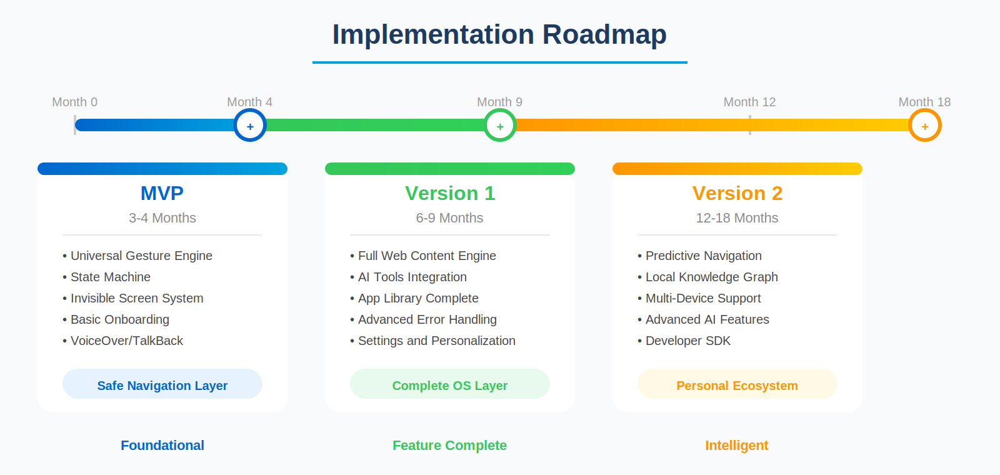 Implementation Roadmap
Month 0
Month 4
Month 9
Month 12
Month 18
+
+
+
MVP
3-4 Months
• Universal Gesture Engine
• State Machine
• Invisible Screen System
• Basic Onboarding
• VoiceOver/TalkBack
Safe Navigation Layer
Foundational
Version 1
6-9 Months
• Full Web Content Engine
• AI Tools Integration
• App Library Complete
• Advanced Error Handling
• Settings and Personalization
Complete OS Layer
Feature Complete
Version 2
12-18 Months
• Predictive Navigation
• Local Knowledge Graph
• Multi-Device Support
• Advanced AI Features
• Developer SDK
Personal Ecosystem
Intelligent